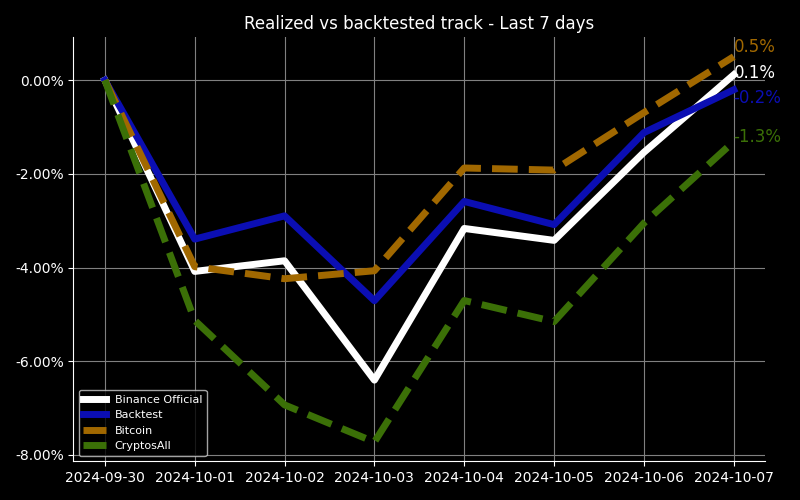 Realized vs backtested track - Last 7 days
0.5%
0.1%
-0.2%
-1.3%
0.00%
-2.00%
-4.00%
-6.00%
-8.00%
Binance Official
Backtest
Bitcoin
CryptosAll
2024-09-30 2024-10-01 2024-10-02 2024-10-03 2024-10-04 2024-10-05 2024-10-06 2024-10-07